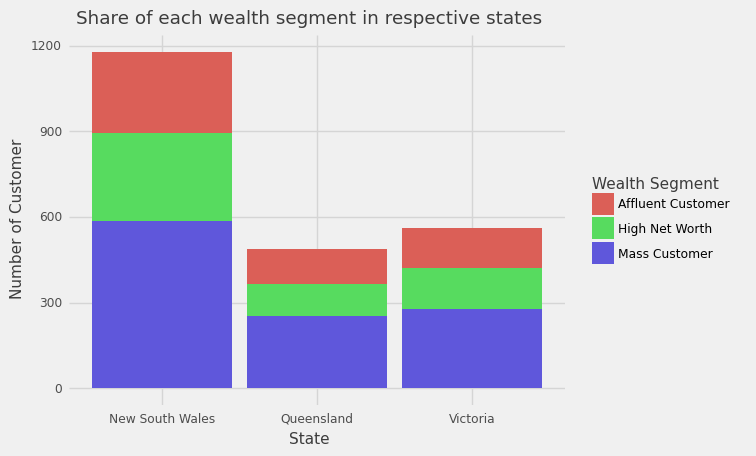 Share of each wealth segment in respective states
1200
900
600
300
0
Number of Customer
New South Wales
Queensland
Victoria
State
Wealth Segment
Affluent Customer
High Net Worth
Mass Customer